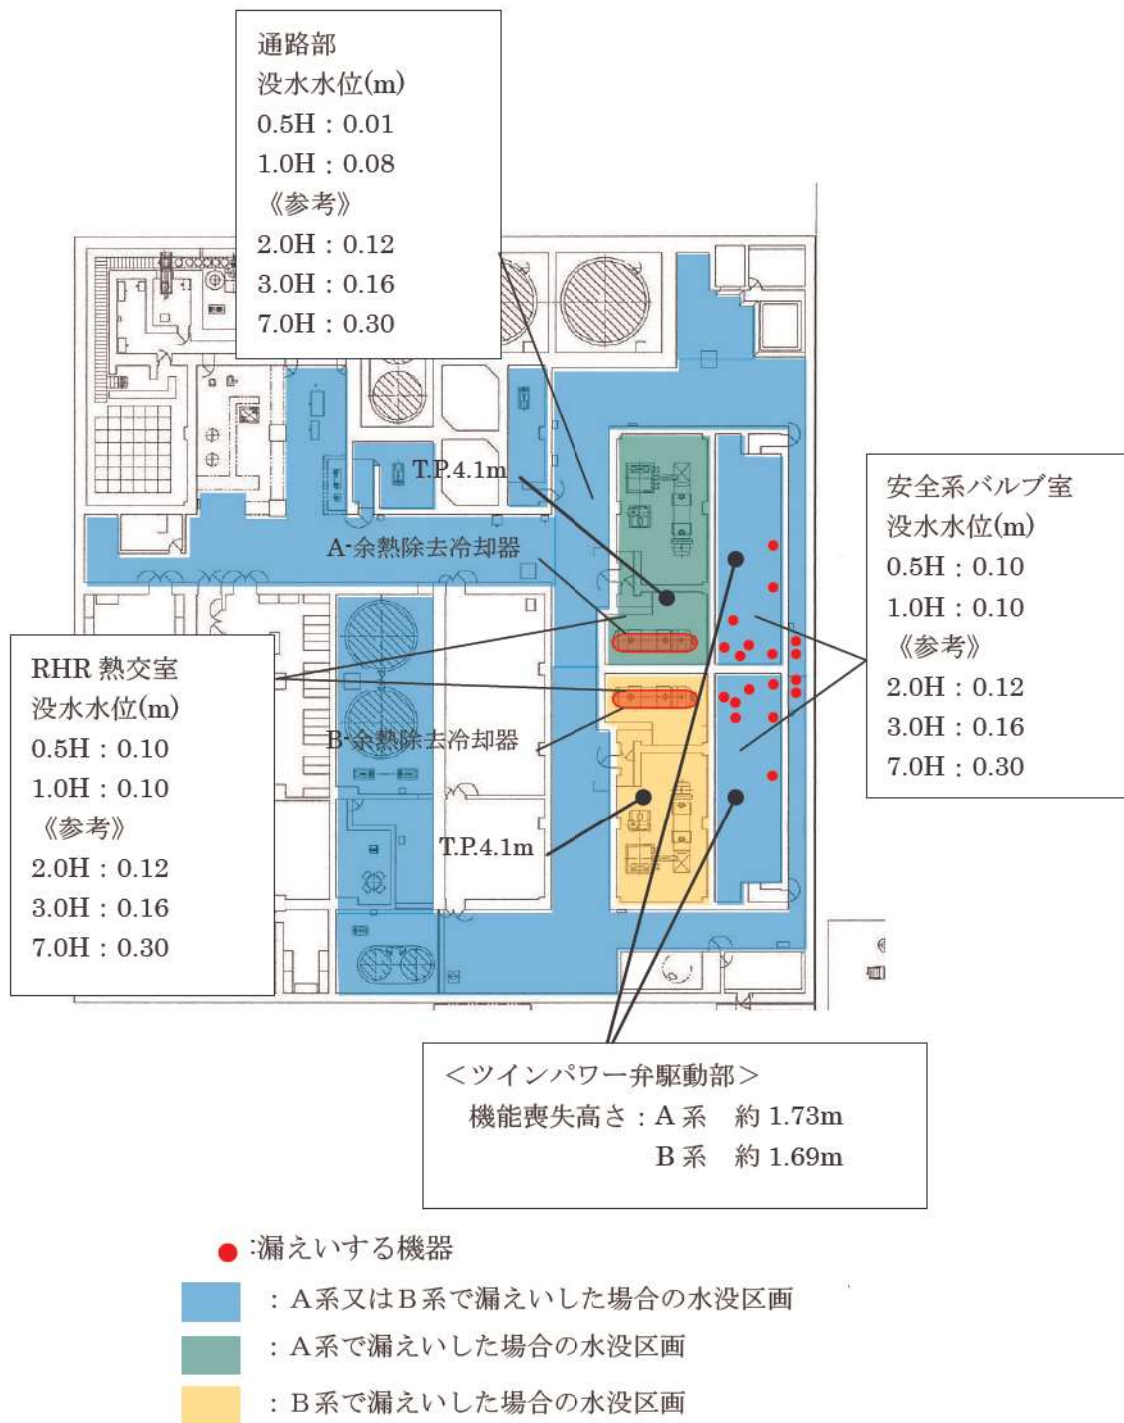 通路部
没水水位(m)
0.5H：0.01
1.0H：0.08
《参考》
2.0H：0.12
3.0H：0.16
7.0H：0.30
T.P.4.1m
A-余熱除去冷却器
安全系バルブ室
没水水位(m)
0.5H：0.10
1.0H：0.10
《参考》
2.0H：0.12
3.0H：0.16
7.0H：0.30
RHR 熱交室
没水水位(m)
0.5H：0.10
1.0H：0.10
《参考》
2.0H：0.12
3.0H：0.16
7.0H：0.30
B-余熱除去冷却器
T.P.4.1m
＜ツインパワー弁駆動部＞
機能喪失高さ：A 系　約 1.73m
B 系　約 1.69m
:漏えいする機器
：A系又はB系で漏えいした場合の水没区画
：A系で漏えいした場合の水没区画
：B系で漏えいした場合の水没区画